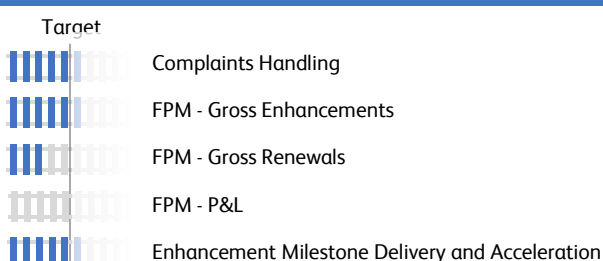 Target
Complaints Handling
FPM - Gross Enhancements
FPM - Gross Renewals
FPM - P&L
Enhancement Milestone Delivery and Acceleration